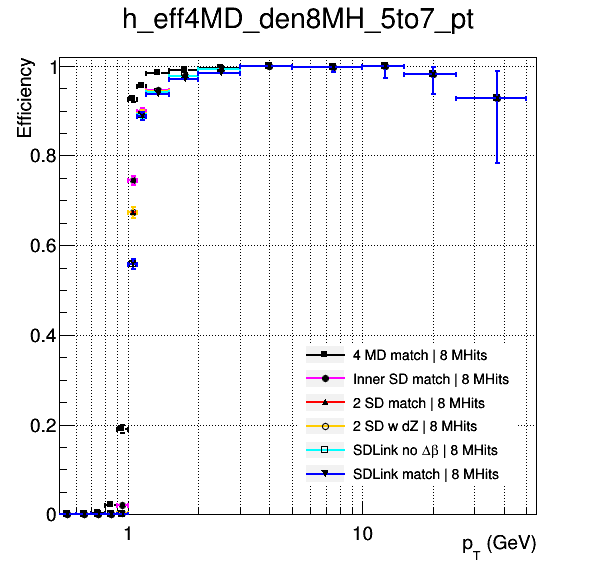 h_eff4MD_den8MH_5to7_pt
Efficiency
1
0.8
0.6
0.4
0.2
0
4 MD match | 8 MHits
Inner SD match | 8 MHits
2 SD match | 8 MHits
2 SD w dZ | 8 MHits
SDLink no Δβ | 8 MHits
SDLink match | 8 MHits
1 10
p_T (GeV)